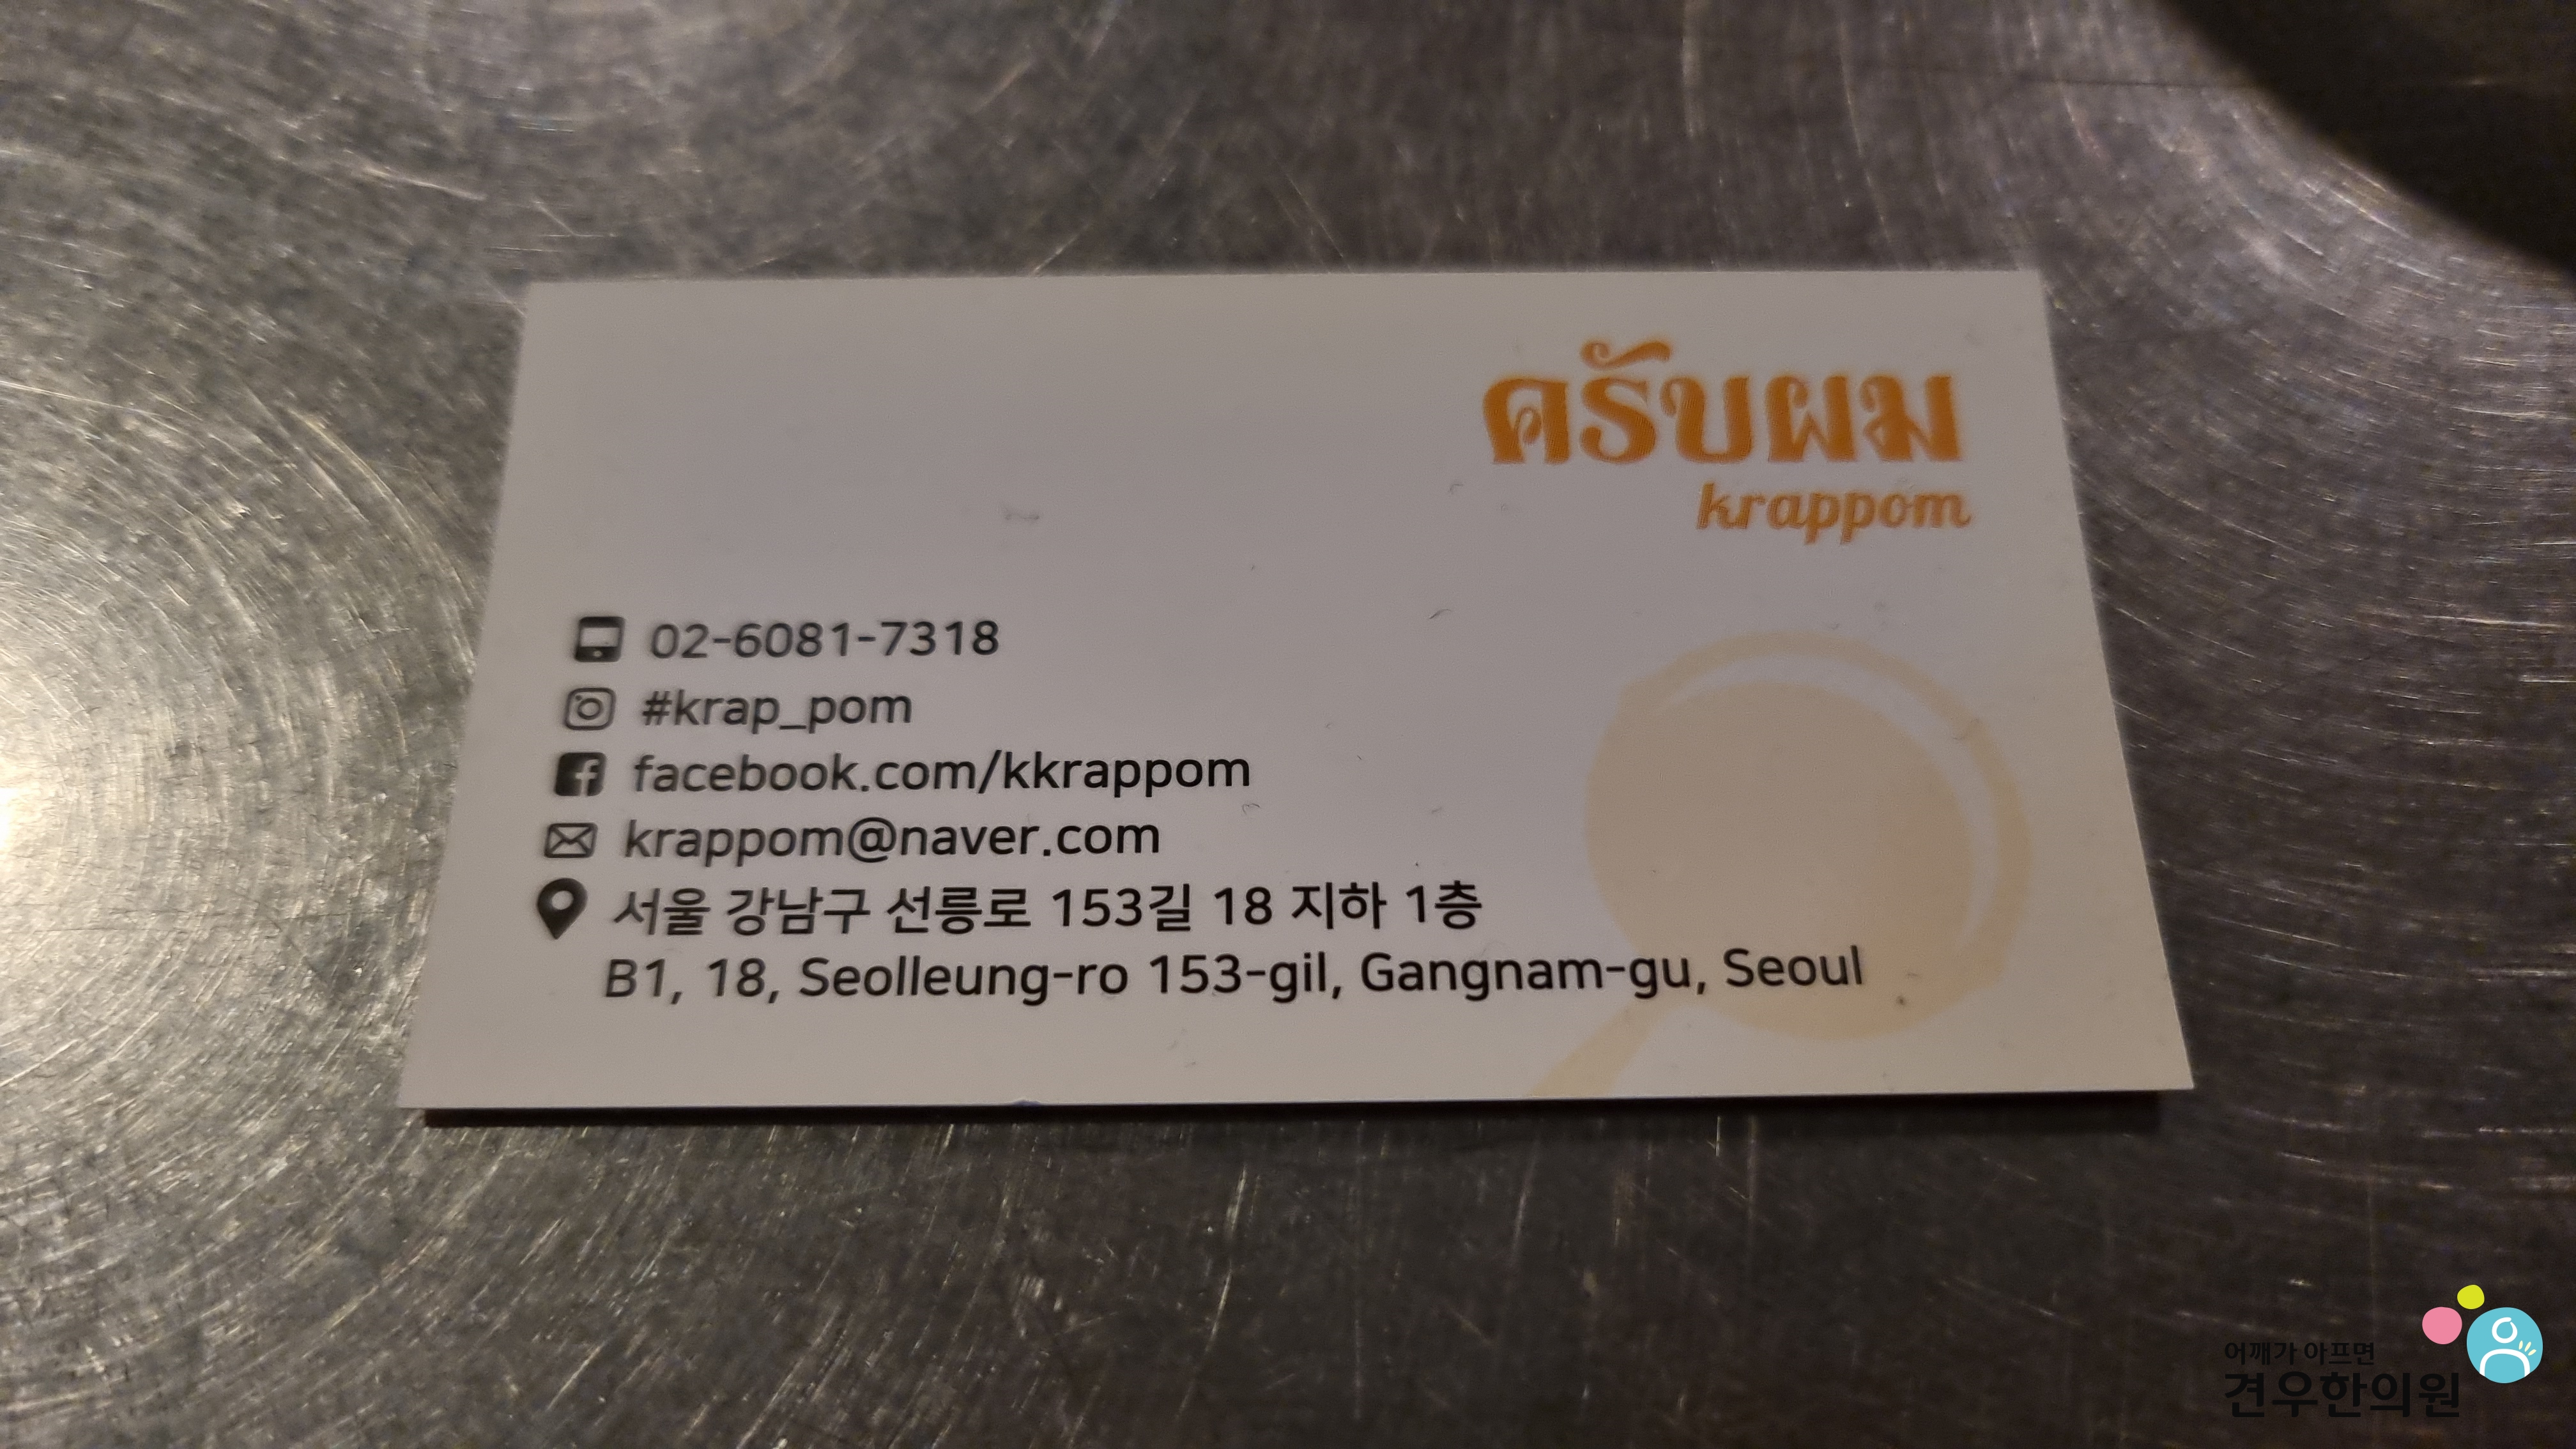 ครับผม
krappom
02-6081-7318
#krap_pom
facebook.com/kkrappom
krappom@naver.com
서울 강남구 선릉로 153길 18 지하 1층
B1, 18, Seolleung-ro 153-gil, Gangnam-gu, Seoul
어깨가 아프면
견우한의원